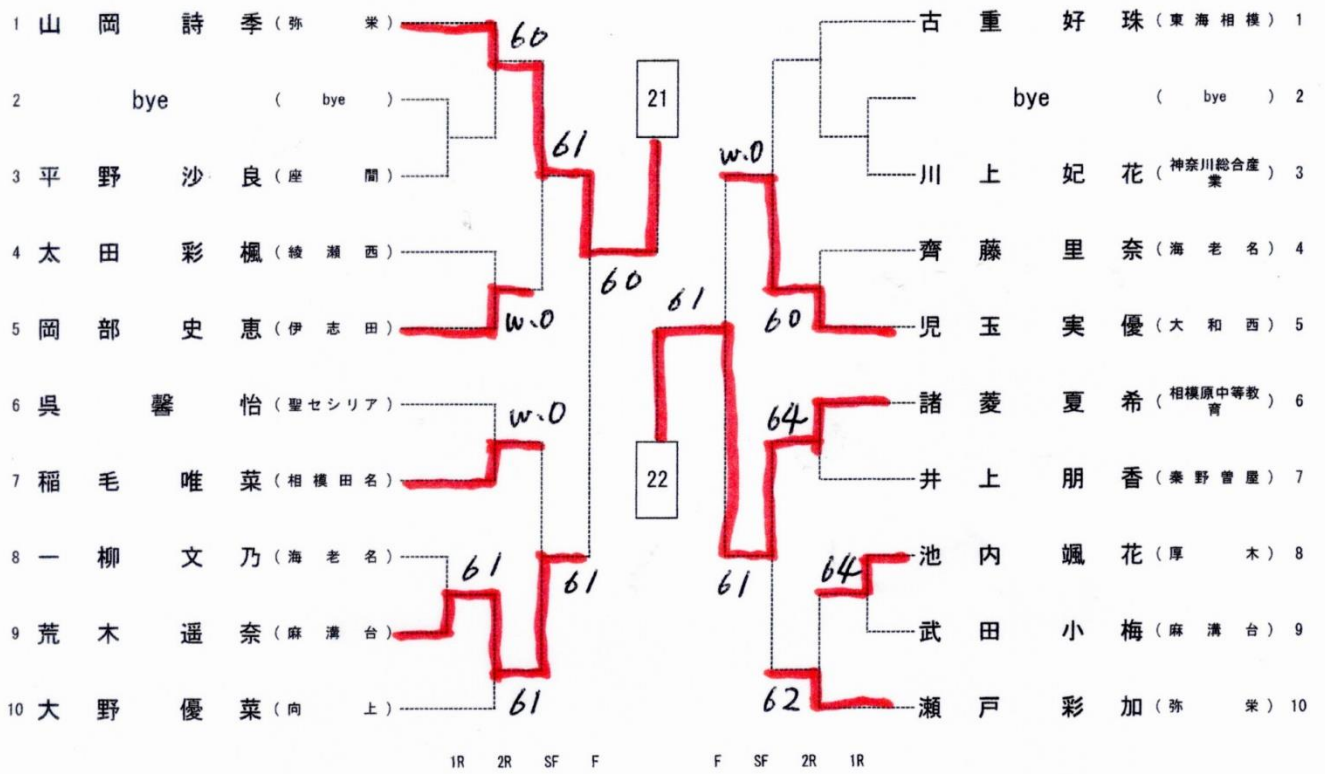 1 山岡詩季 (弥栄)
2 bye (bye)
3 平野沙良 (座間)
4 太田彩楓 (綾瀬西)
5 岡部史恵 (伊志田)
6 呉馨怡 (聖セシリア)
7 稲毛唯菜 (相模田名)
8 一柳文乃 (海老名)
9 荒木遥奈 (麻溝台)
10 大野優菜 (向上)
60
61
w.o
60
w.o
61
61
61
1R 2R SF F
21
22
古重好珠 (東海相模) 1
bye (bye) 2
川上妃花 (神奈川総合産業) 3
齊藤里奈 (海老名) 4
児玉実優 (大和西) 5
諸菱夏希 (相模原中等教育) 6
井上朋香 (秦野曽屋) 7
池内颯花 (厚木) 8
武田小梅 (麻溝台) 9
瀬戸彩加 (弥栄) 10
w.o
61
60
64
61
64
62
F SF 2R 1R